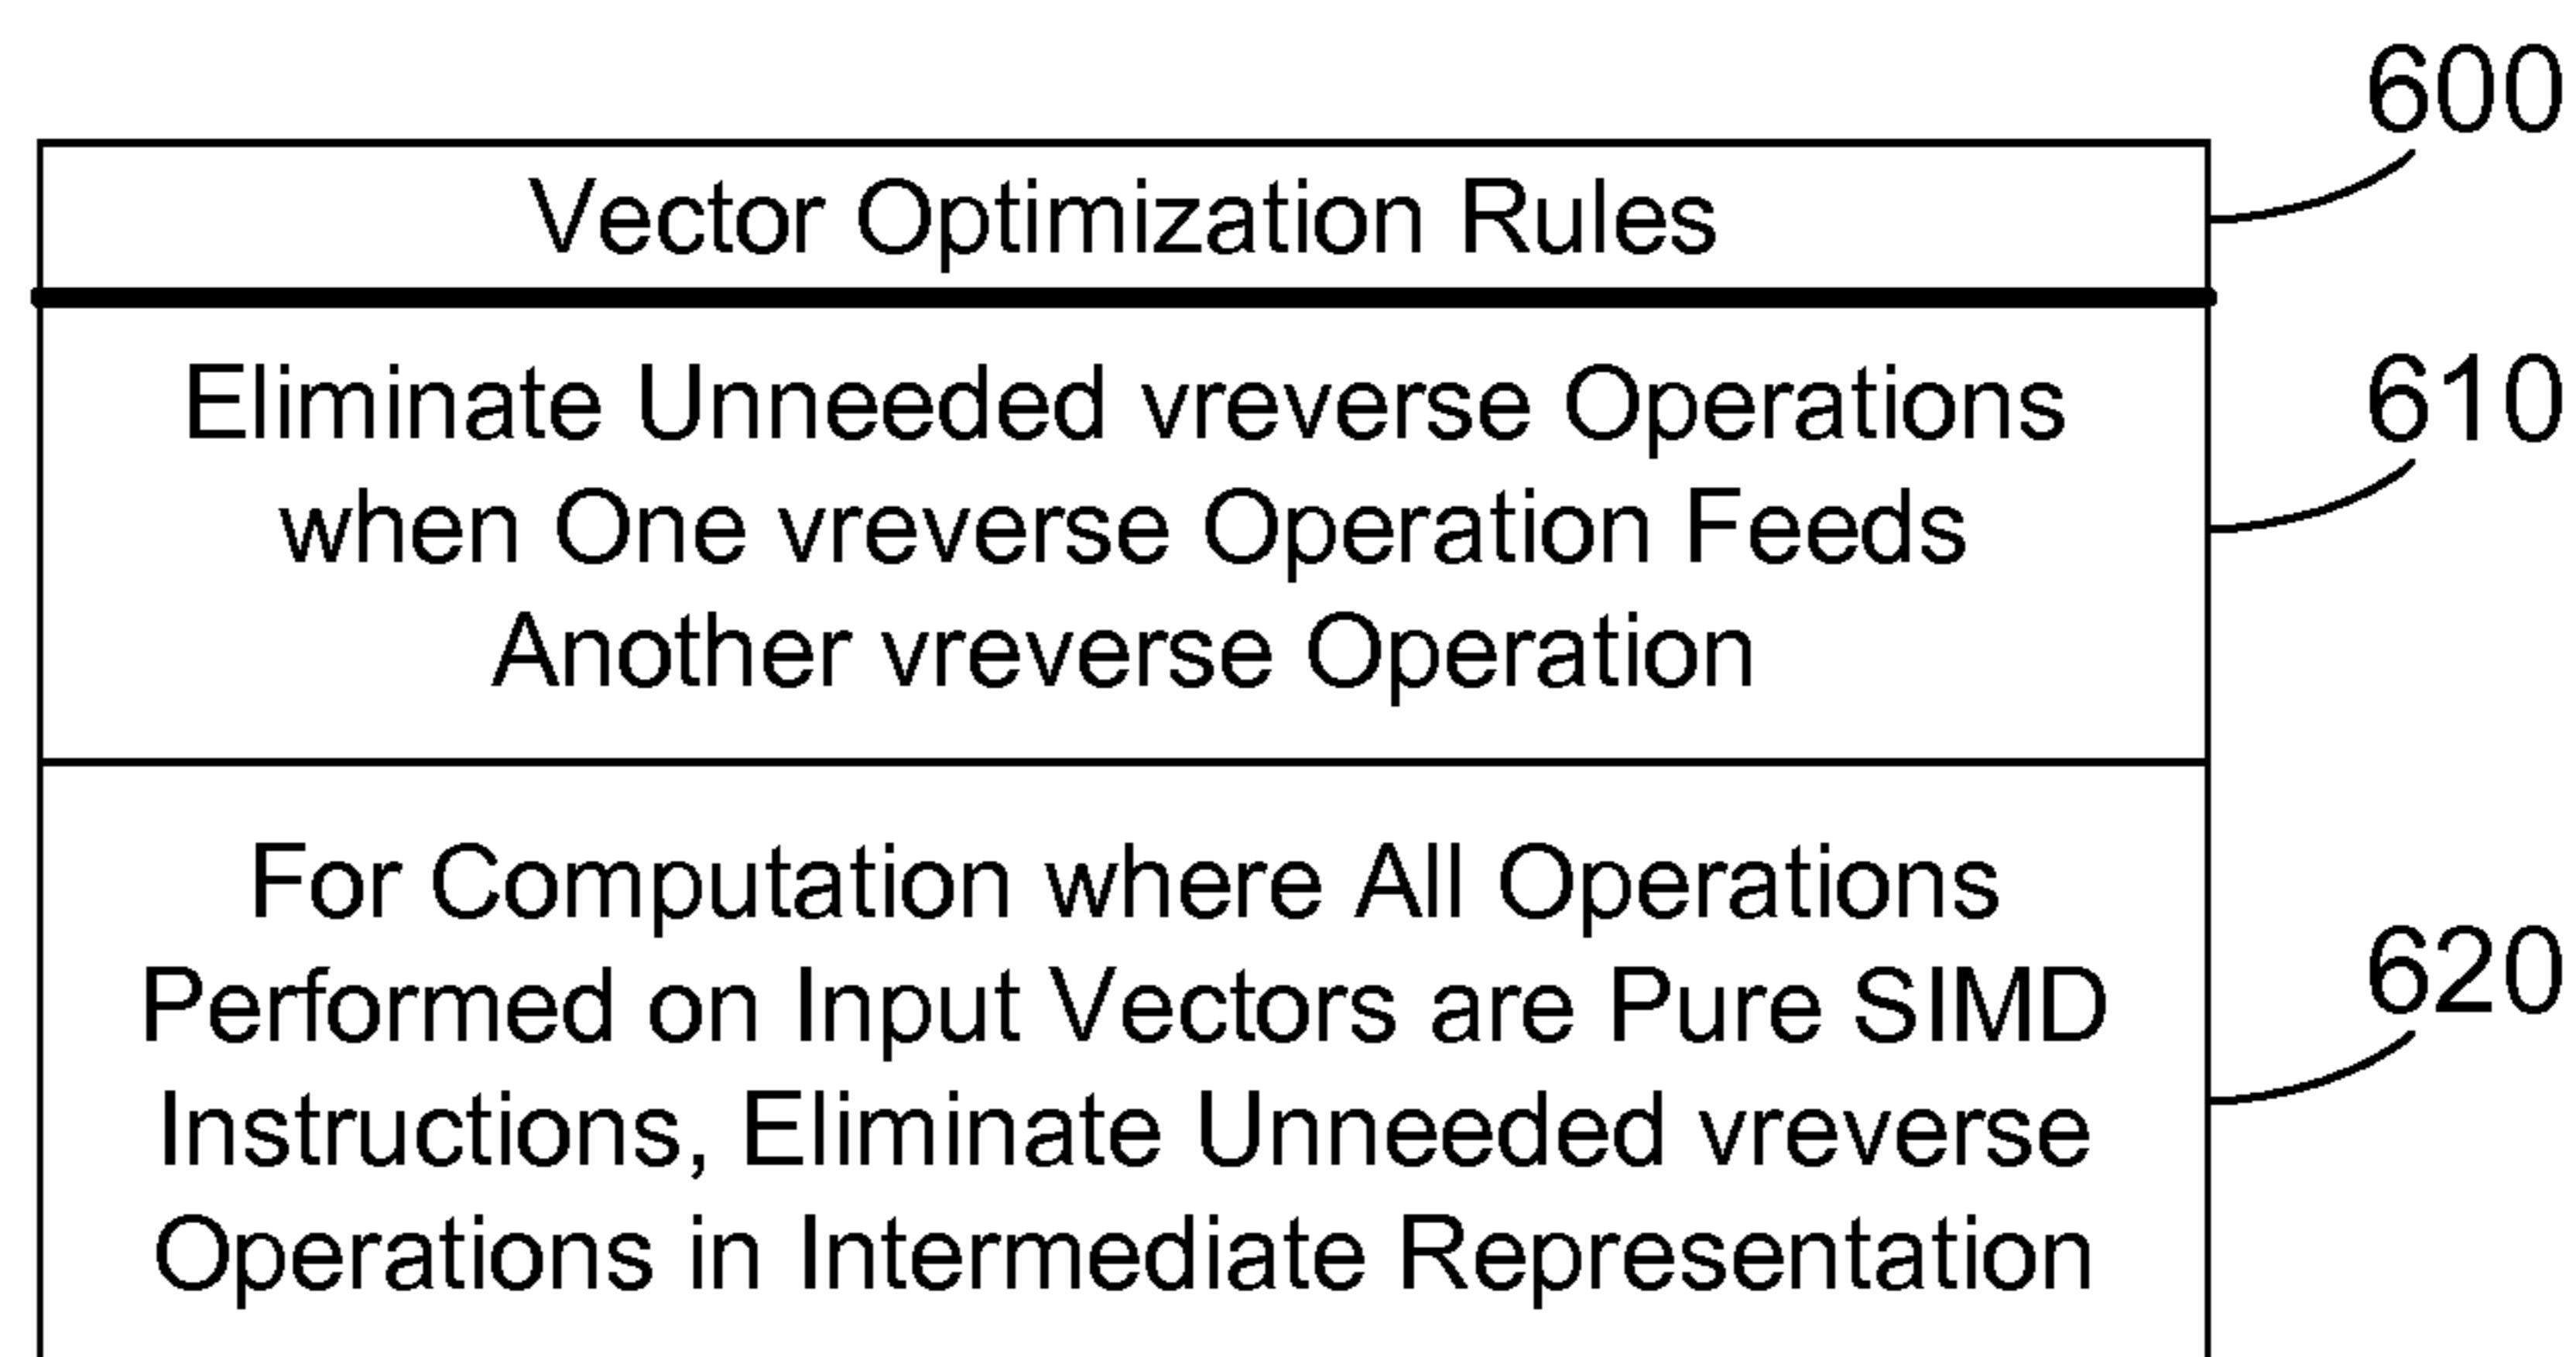 600
Vector Optimization Rules
610
Eliminate Unneeded vreverse Operations
when One vreverse Operation Feeds
Another vreverse Operation
620
For Computation where All Operations
Performed on Input Vectors are Pure SIMD
Instructions, Eliminate Unneeded vreverse
Operations in Intermediate Representation